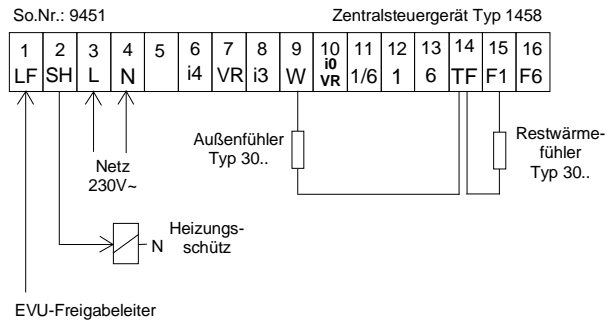 So.Nr.: 9451 Zentralsteuergerät Typ 1458
1 2 3 4 5 6 7 8 9 10 11 12 13 14 15 16
LF SH L N i4 VR i3 W i0 VR 1/6 1 6 TF F1 F6
Außenfühler
Typ 30..
Restwärme-
fühler
Typ 30..
Netz
230V~
Heizungs-
schütz
N
EVU-Freigabeleiter